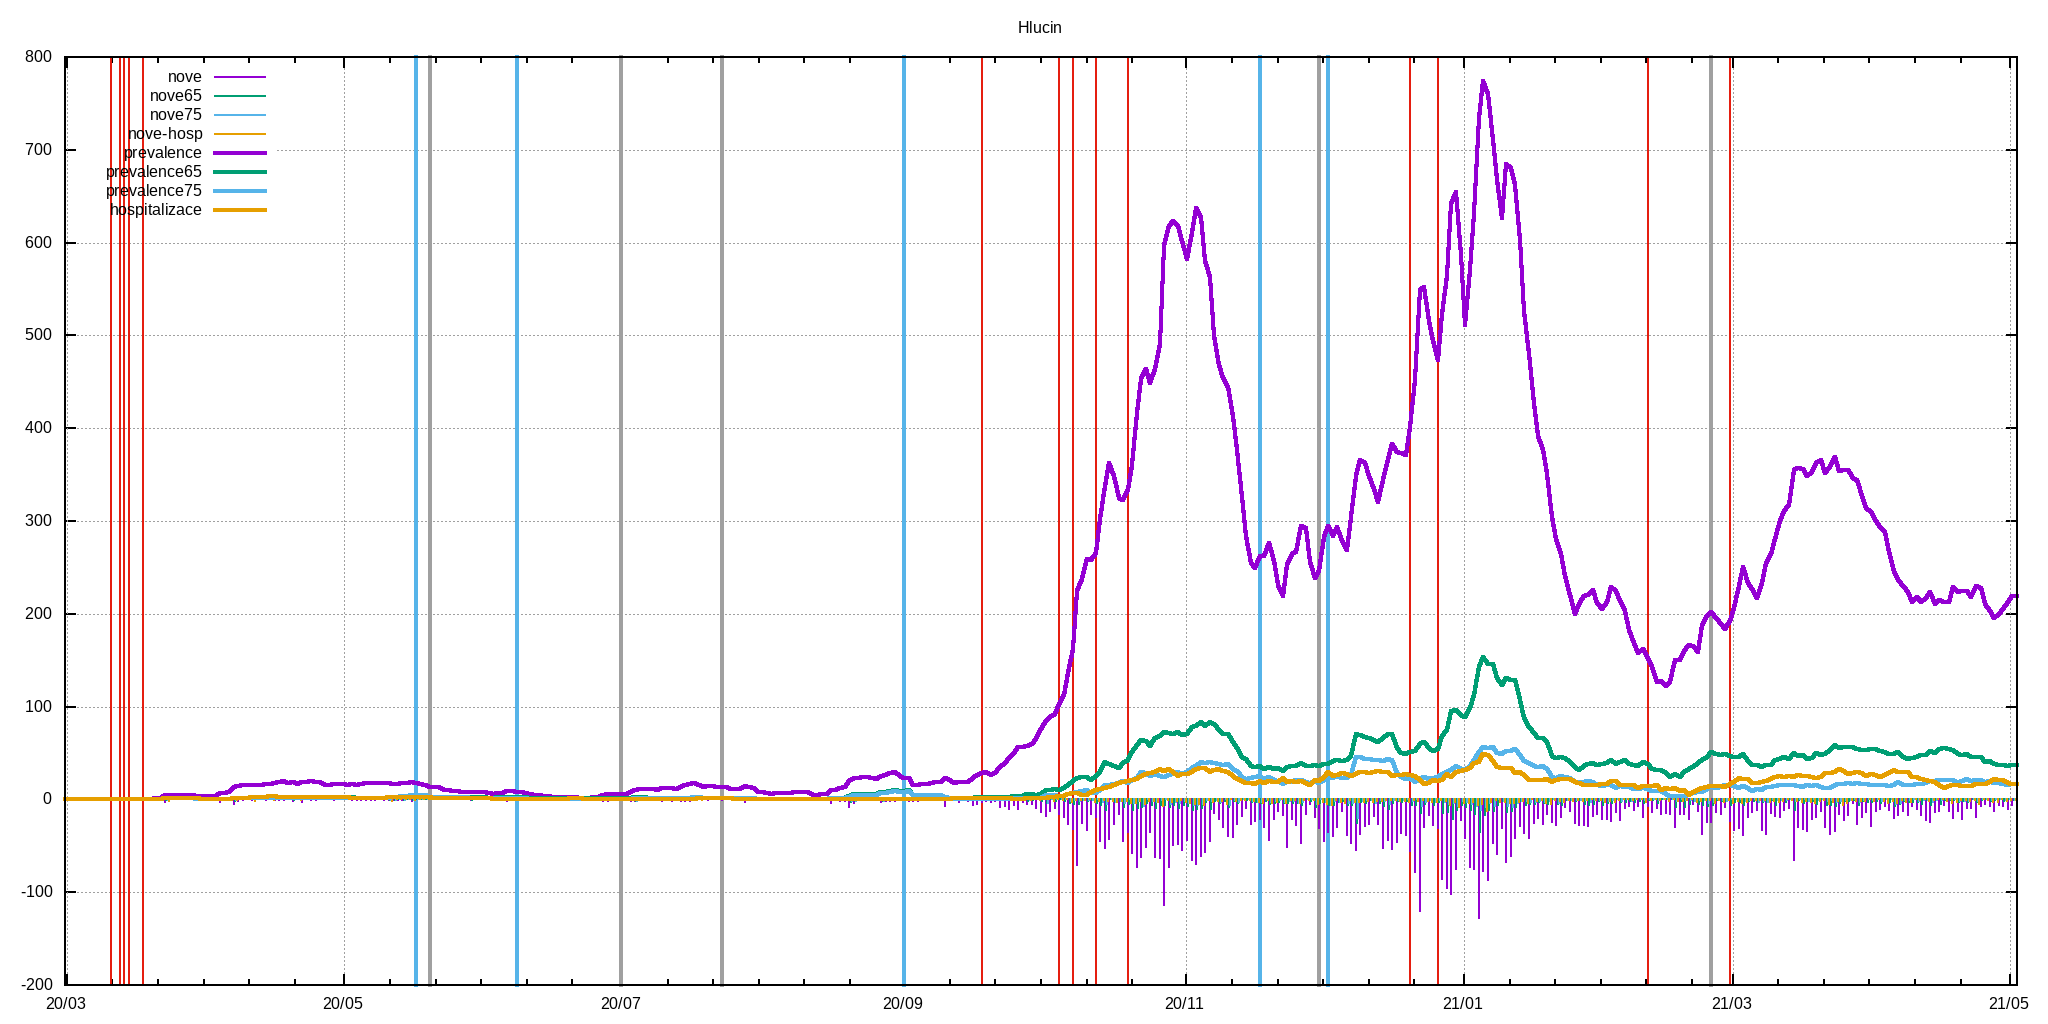 Hlucin
800
700
600
500
400
300
200
100
0
-100
-200
nove
nove65
nove75
nove-hosp
prevalence
prevalence65
prevalence75
hospitalizace
20/03 20/05 20/07 20/09 20/11 21/01 21/03 21/05